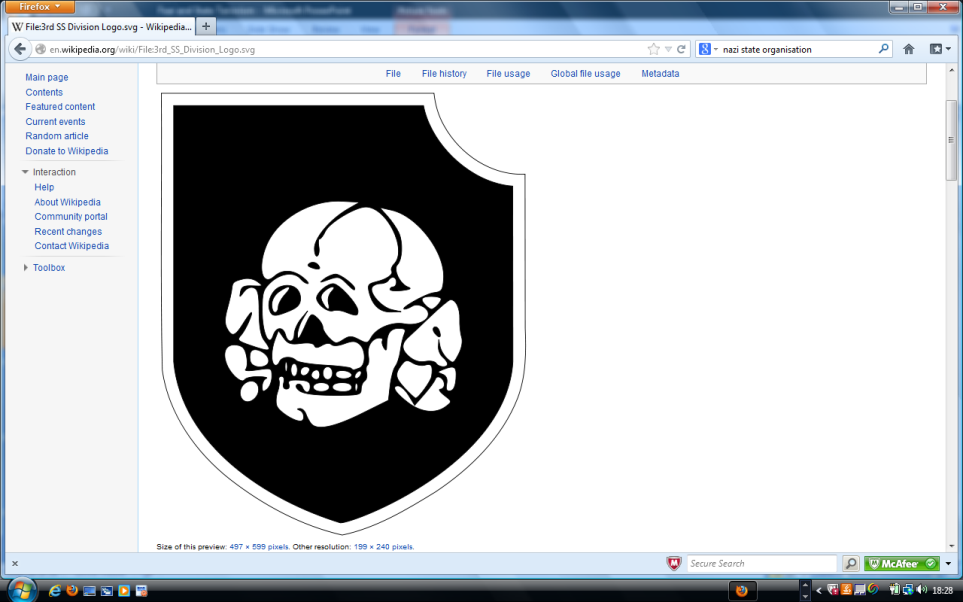 Firefox
File:3rd SS Division Logo.svg - Wikipedia...
en.wikipedia.org/wiki/File:3rd_SS_Division_Logo.svg
nazi state organisation
File File history File usage Global file usage Metadata
Main page
Contents
Featured content
Current events
Random article
Donate to Wikipedia
Interaction
Help
About Wikipedia
Community portal
Recent changes
Contact Wikipedia
Toolbox
Size of this preview: 497 × 599 pixels. Other resolution: 199 × 240 pixels.
Secure Search
McAfee
18:28